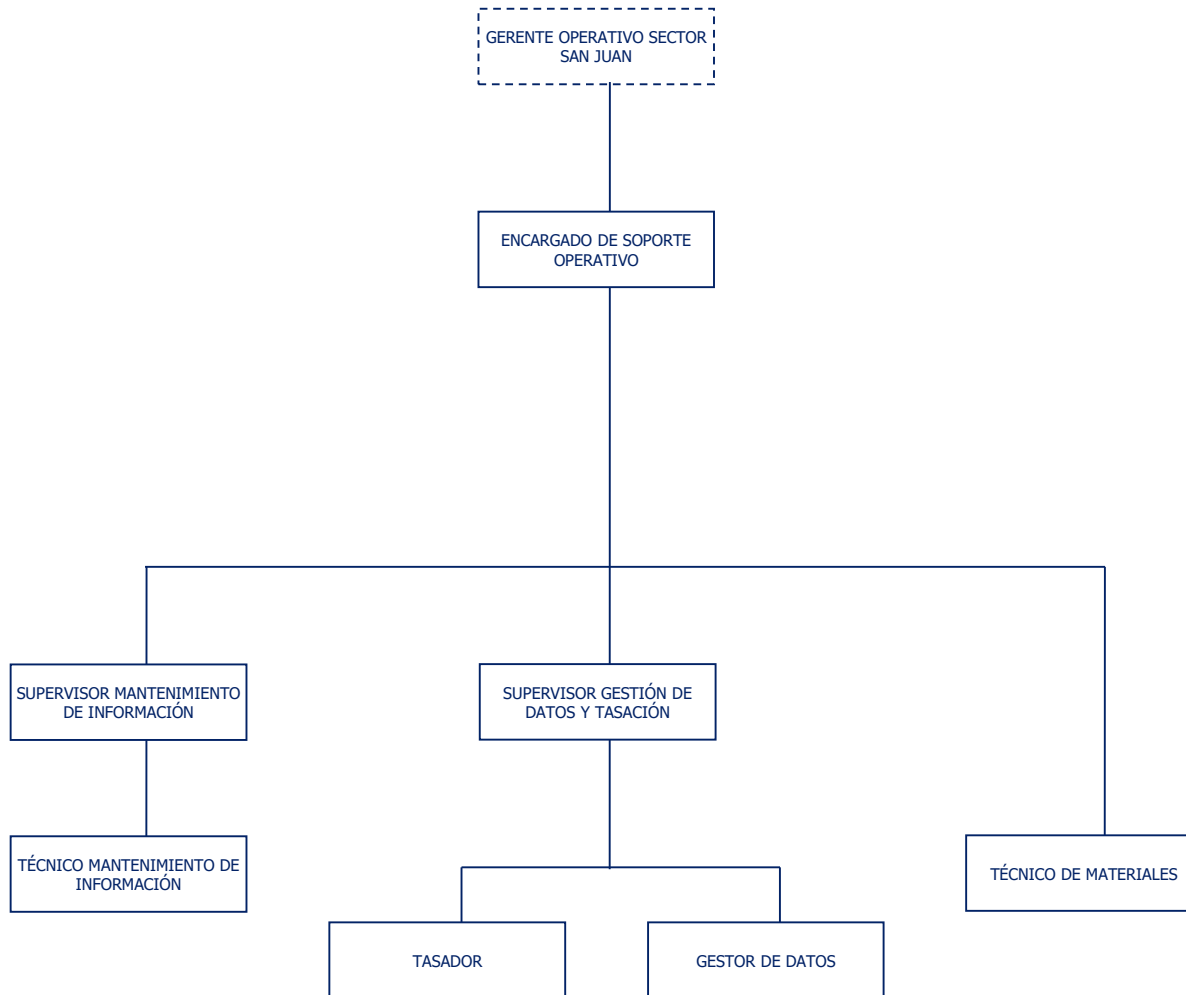 GERENTE OPERATIVO SECTOR
SAN JUAN
ENCARGADO DE SOPORTE
OPERATIVO
SUPERVISOR MANTENIMIENTO
DE INFORMACIÓN
SUPERVISOR GESTIÓN DE
DATOS Y TASACIÓN
TÉCNICO MANTENIMIENTO DE
INFORMACIÓN
TÉCNICO DE MATERIALES
TASADOR
GESTOR DE DATOS